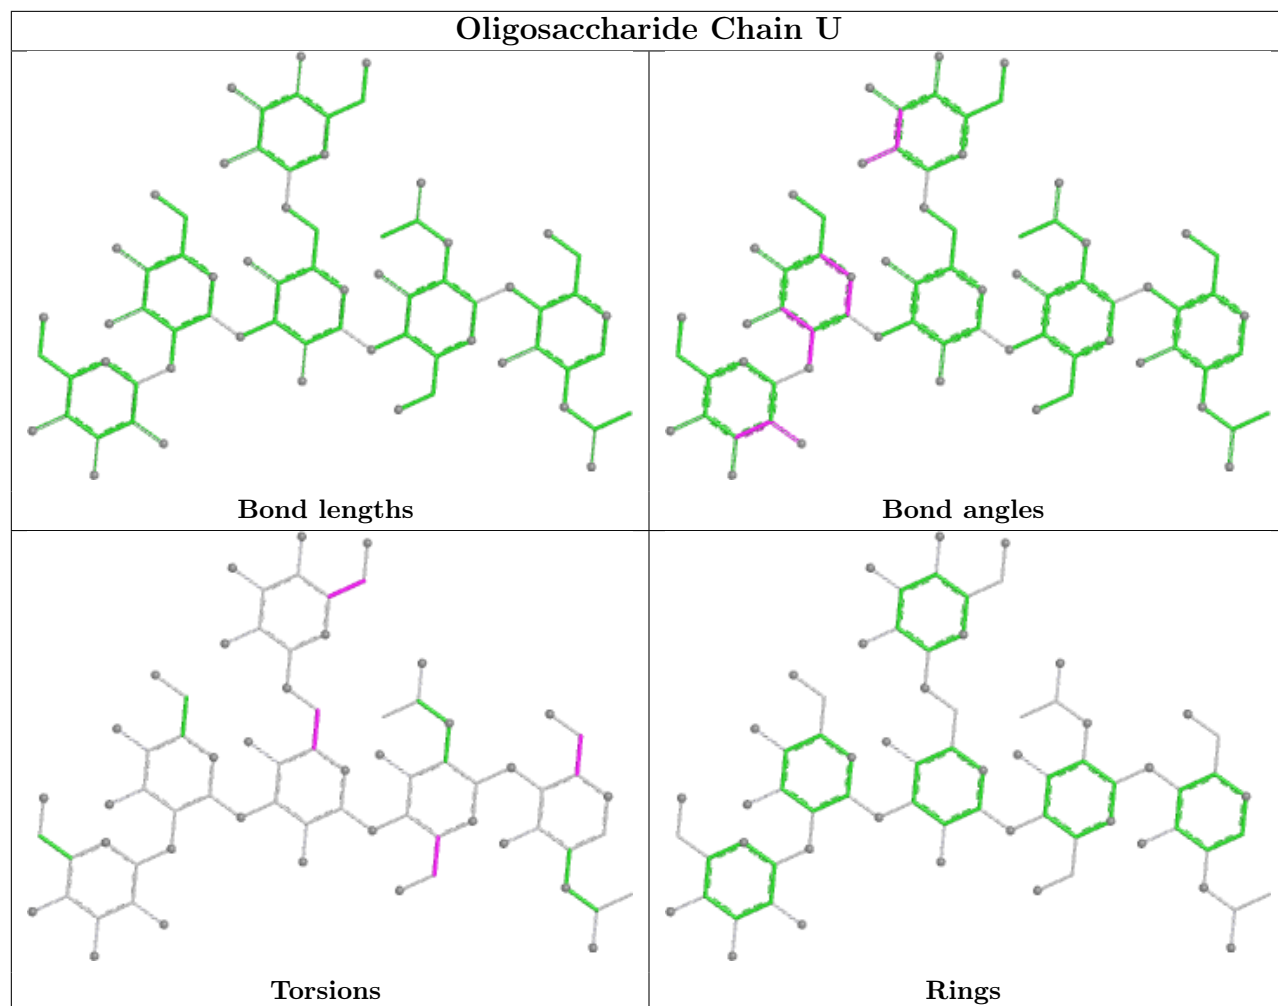 Oligosaccharide Chain U
Bond lengths
Bond angles
Torsions
Rings